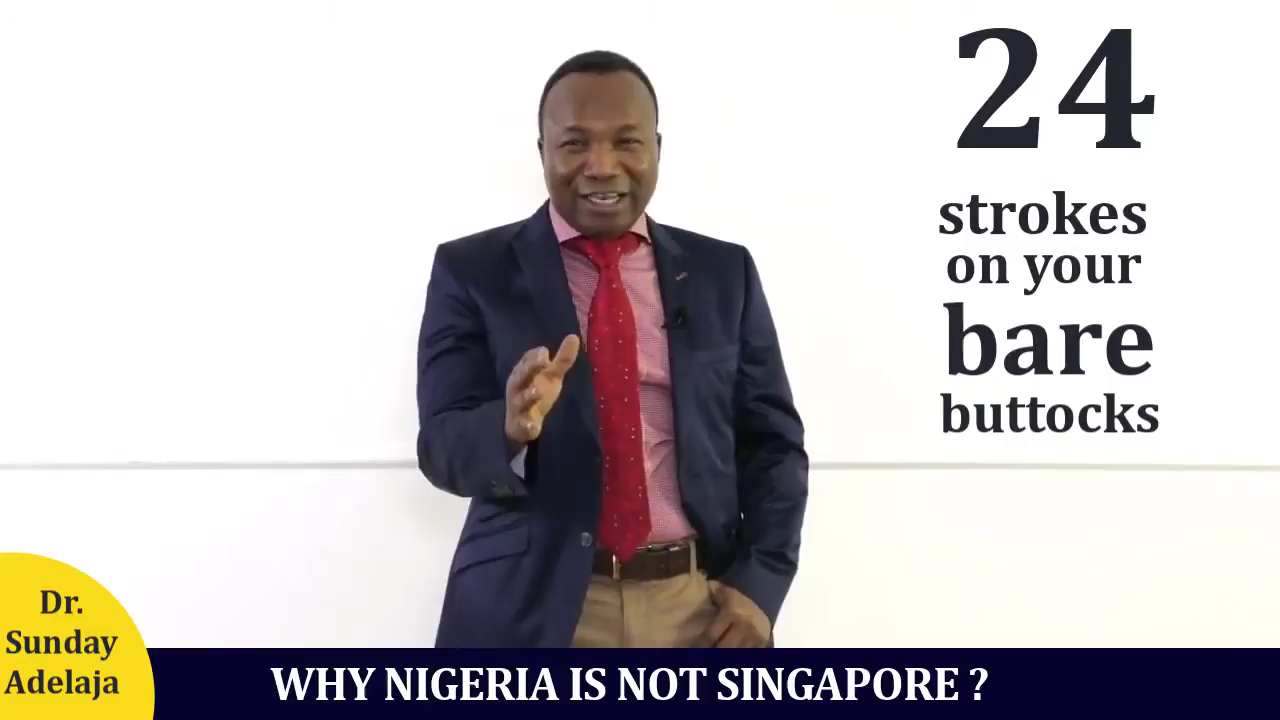 24
strokes
on your
bare
buttocks
Dr.
Sunday
Adelaja
WHY NIGERIA IS NOT SINGAPORE ?